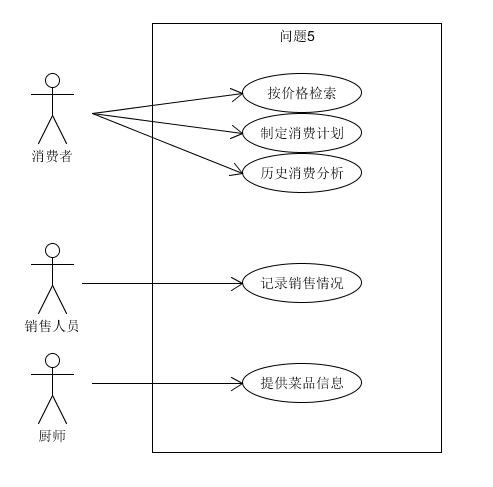 问题5
按价格检索
制定消费计划
消费者
历史消费分析
记录销售情况
销售人员
提供菜品信息
厨师